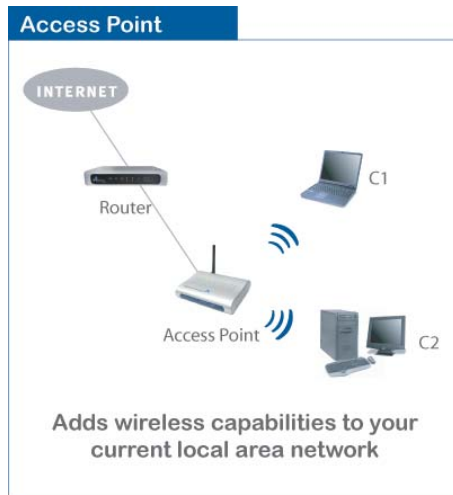 Access Point
INTERNET
Router
C1
Access Point
C2
Adds wireless capabilities to your
current local area network